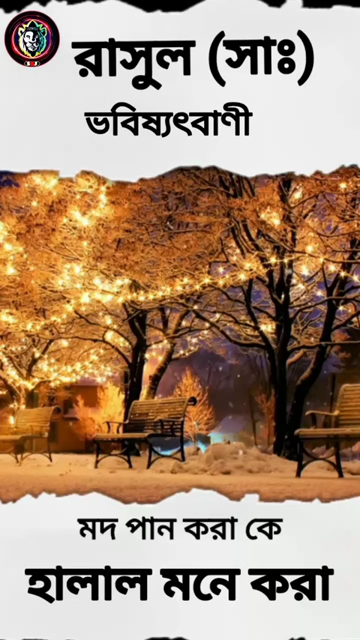 রাসুল (সাঃ)
ভবিষ্যৎবাণী
মদ পান করা কে
হালাল মনে করা